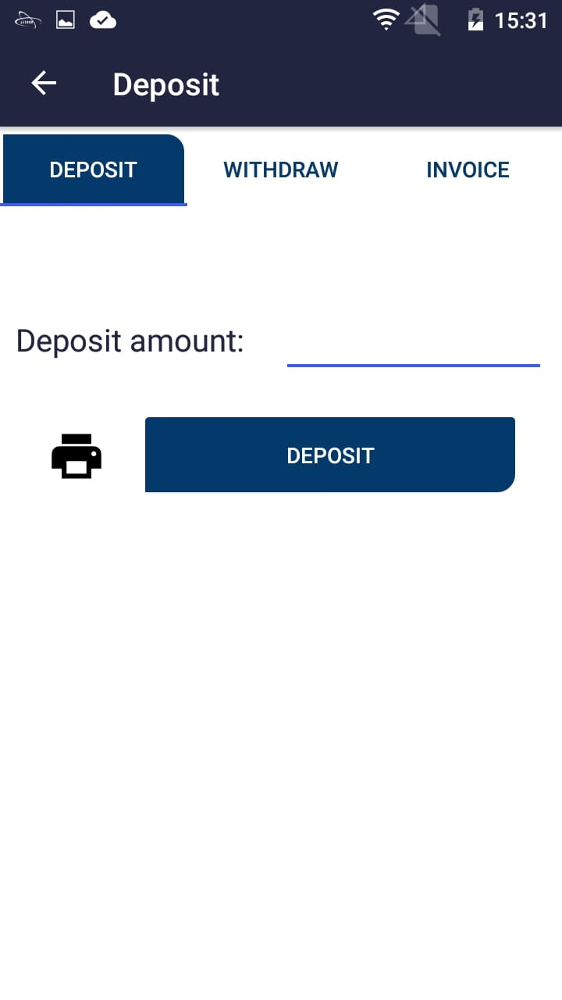 15:31
Deposit
DEPOSIT WITHDRAW INVOICE
Deposit amount:
DEPOSIT